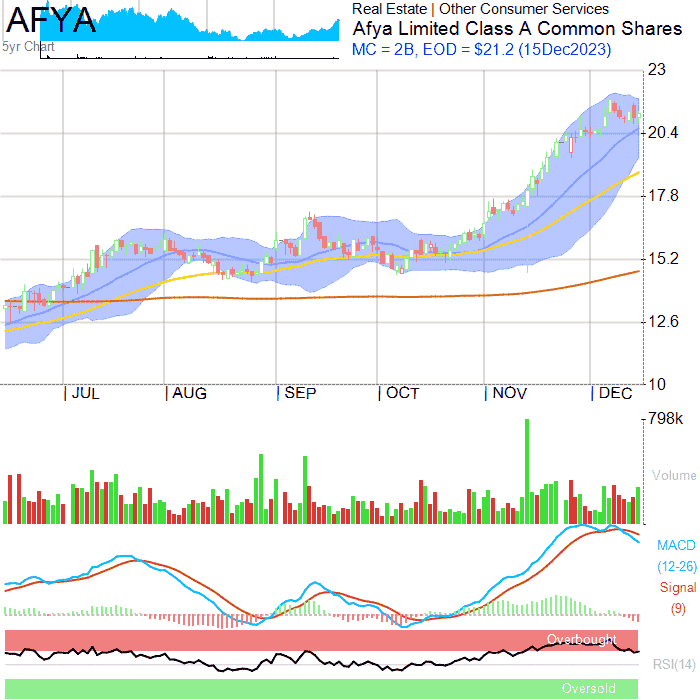 AFYA
5yr Chart
Real Estate | Other Consumer Services
Afya Limited Class A Common Shares
MC = 2B, EOD = $21.2 (15Dec2023)
23
20.4
17.8
15.2
12.6
10
| JUL | AUG | SEP | OCT | NOV | DEC
798k
Volume
MACD
(12-26)
Signal
(9)
Overbought
RSI(14)
Oversold